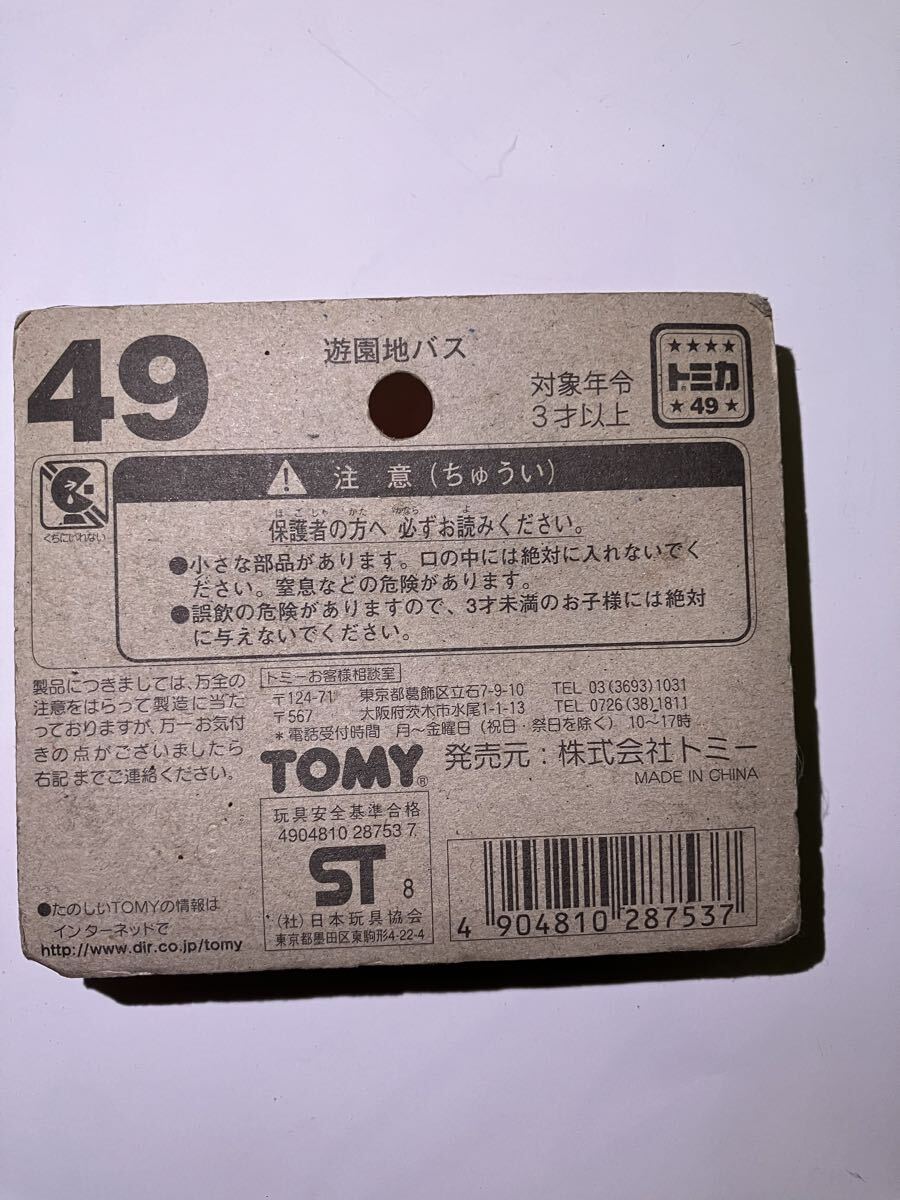 49
遊園地バス
対象年令
3才以上
★★★★
トミカ
★49★
くちにいれない
注意(ちゅうい)
ほごしゃ かた かなら よ
保護者の方へ 必ずお読みください。
●小さな部品があります。口の中には絶対に入れないでく
ださい。窒息などの危険があります。
●誤飲の危険がありますので、3才未満のお子様には絶対
に与えないでください。
製品につきましては、万全の
注意をはらって製造に当た
っておりますが、万一お気付
きの点がございましたら
右記までご連絡ください。
トミーお客様相談室
〒124-71 東京都葛飾区立石7-9-10 TEL 03(3693)1031
〒567 大阪府茨木市水尾1-1-13 TEL 0726(38)1811
*電話受付時間 月〜金曜日(祝日・祭日を除く) 10〜17時
TOMY® 発売元:株式会社トミー
MADE IN CHINA
玩具安全基準合格
4904810 28753 7
ST 8
(社)日本玩具協会
東京都墨田区東駒形4-22-4
4 904810 287537
●たのしいTOMYの情報は
インターネットで
http://www.dir.co.jp/tomy